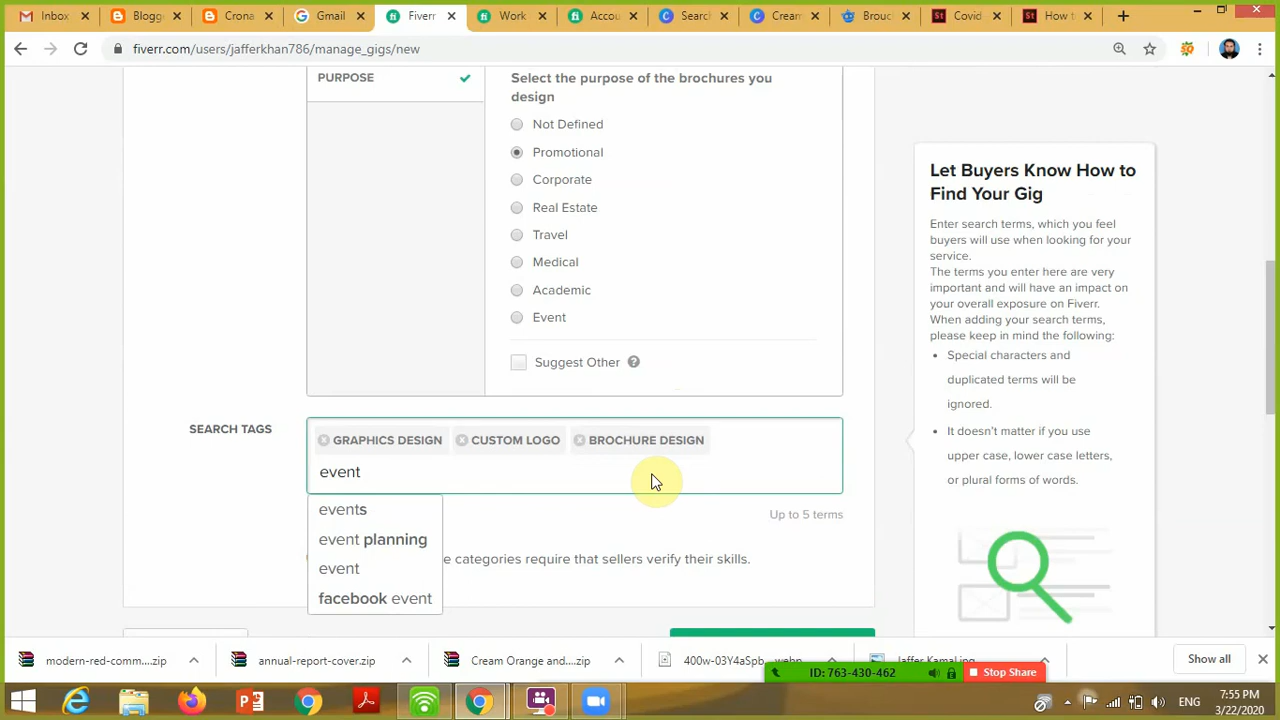 Inbox
Blogge
Crona
Gmail
Fiverr
Work
Accou
Search
Cream
Brouc
Covid
How t
fiverr.com/users/jafferkhan786/manage_gigs/new
PURPOSE
Select the purpose of the brochures you
design
Not Defined
Promotional
Corporate
Real Estate
Travel
Medical
Academic
Event
Suggest Other
SEARCH TAGS
GRAPHICS DESIGN
CUSTOM LOGO
BROCHURE DESIGN
event
events
event planning
event
facebook event
Up to 5 terms
e categories require that sellers verify their skills.
Let Buyers Know How to
Find Your Gig
Enter search terms, which you feel
buyers will use when looking for your
service.
The terms you enter here are very
important and will have an impact on
your overall exposure on Fiverr.
When adding your search terms,
please keep in mind the following:
• Special characters and
duplicated terms will be
ignored.
• It doesn't matter if you use
upper case, lower case letters,
or plural forms of words.
modern-red-comm....zip
annual-report-cover.zip
Cream Orange and....zip
400w-03Y4aSpb_.webp
Jaffer Kamal.jpg
Show all
ID: 763-430-462
Stop Share
ENG
7:55 PM
3/22/2020